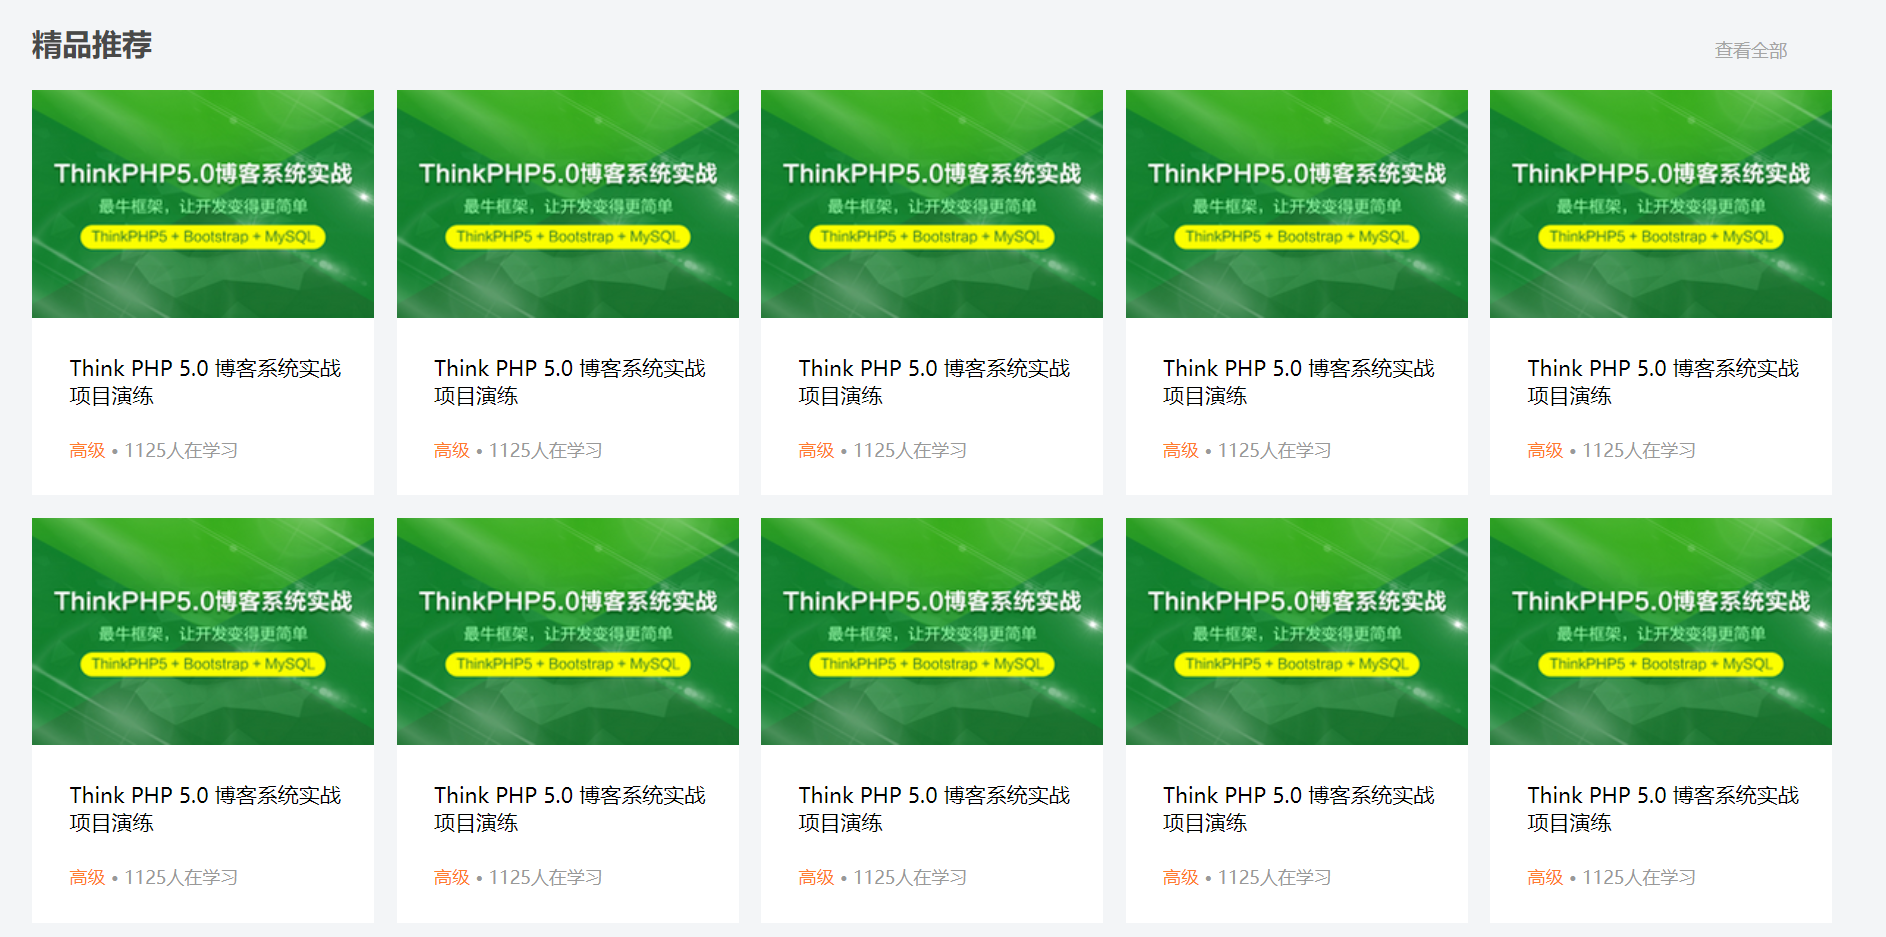 精品推荐
查看全部
ThinkPHP5.0博客系统实战
最牛框架，让开发变得更简单
ThinkPHP5 + Bootstrap + MySQL
Think PHP 5.0 博客系统实战
项目演练
高级 • 1125人在学习
ThinkPHP5.0博客系统实战
最牛框架，让开发变得更简单
ThinkPHP5 + Bootstrap + MySQL
Think PHP 5.0 博客系统实战
项目演练
高级 • 1125人在学习
ThinkPHP5.0博客系统实战
最牛框架，让开发变得更简单
ThinkPHP5 + Bootstrap + MySQL
Think PHP 5.0 博客系统实战
项目演练
高级 • 1125人在学习
ThinkPHP5.0博客系统实战
最牛框架，让开发变得更简单
ThinkPHP5 + Bootstrap + MySQL
Think PHP 5.0 博客系统实战
项目演练
高级 • 1125人在学习
ThinkPHP5.0博客系统实战
最牛框架，让开发变得更简单
ThinkPHP5 + Bootstrap + MySQL
Think PHP 5.0 博客系统实战
项目演练
高级 • 1125人在学习
ThinkPHP5.0博客系统实战
最牛框架，让开发变得更简单
ThinkPHP5 + Bootstrap + MySQL
Think PHP 5.0 博客系统实战
项目演练
高级 • 1125人在学习
ThinkPHP5.0博客系统实战
最牛框架，让开发变得更简单
ThinkPHP5 + Bootstrap + MySQL
Think PHP 5.0 博客系统实战
项目演练
高级 • 1125人在学习
ThinkPHP5.0博客系统实战
最牛框架，让开发变得更简单
ThinkPHP5 + Bootstrap + MySQL
Think PHP 5.0 博客系统实战
项目演练
高级 • 1125人在学习
ThinkPHP5.0博客系统实战
最牛框架，让开发变得更简单
ThinkPHP5 + Bootstrap + MySQL
Think PHP 5.0 博客系统实战
项目演练
高级 • 1125人在学习
ThinkPHP5.0博客系统实战
最牛框架，让开发变得更简单
ThinkPHP5 + Bootstrap + MySQL
Think PHP 5.0 博客系统实战
项目演练
高级 • 1125人在学习